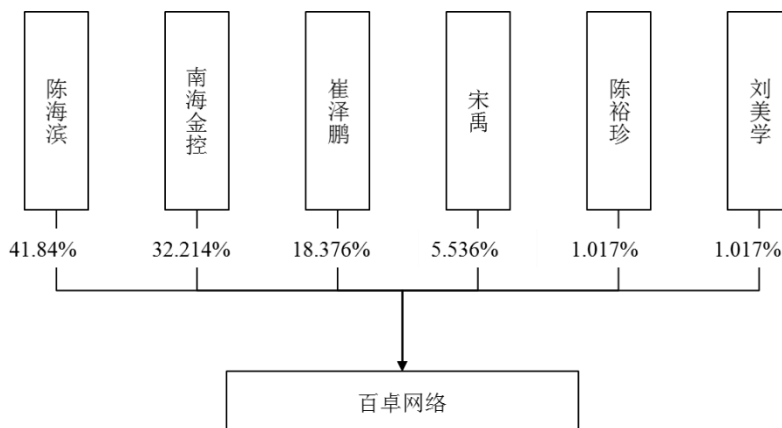 陈海滨
南海金控
崔泽鹏
宋禹
陈裕珍
刘美学
41.84%
32.214%
18.376%
5.536%
1.017%
1.017%
百卓网络